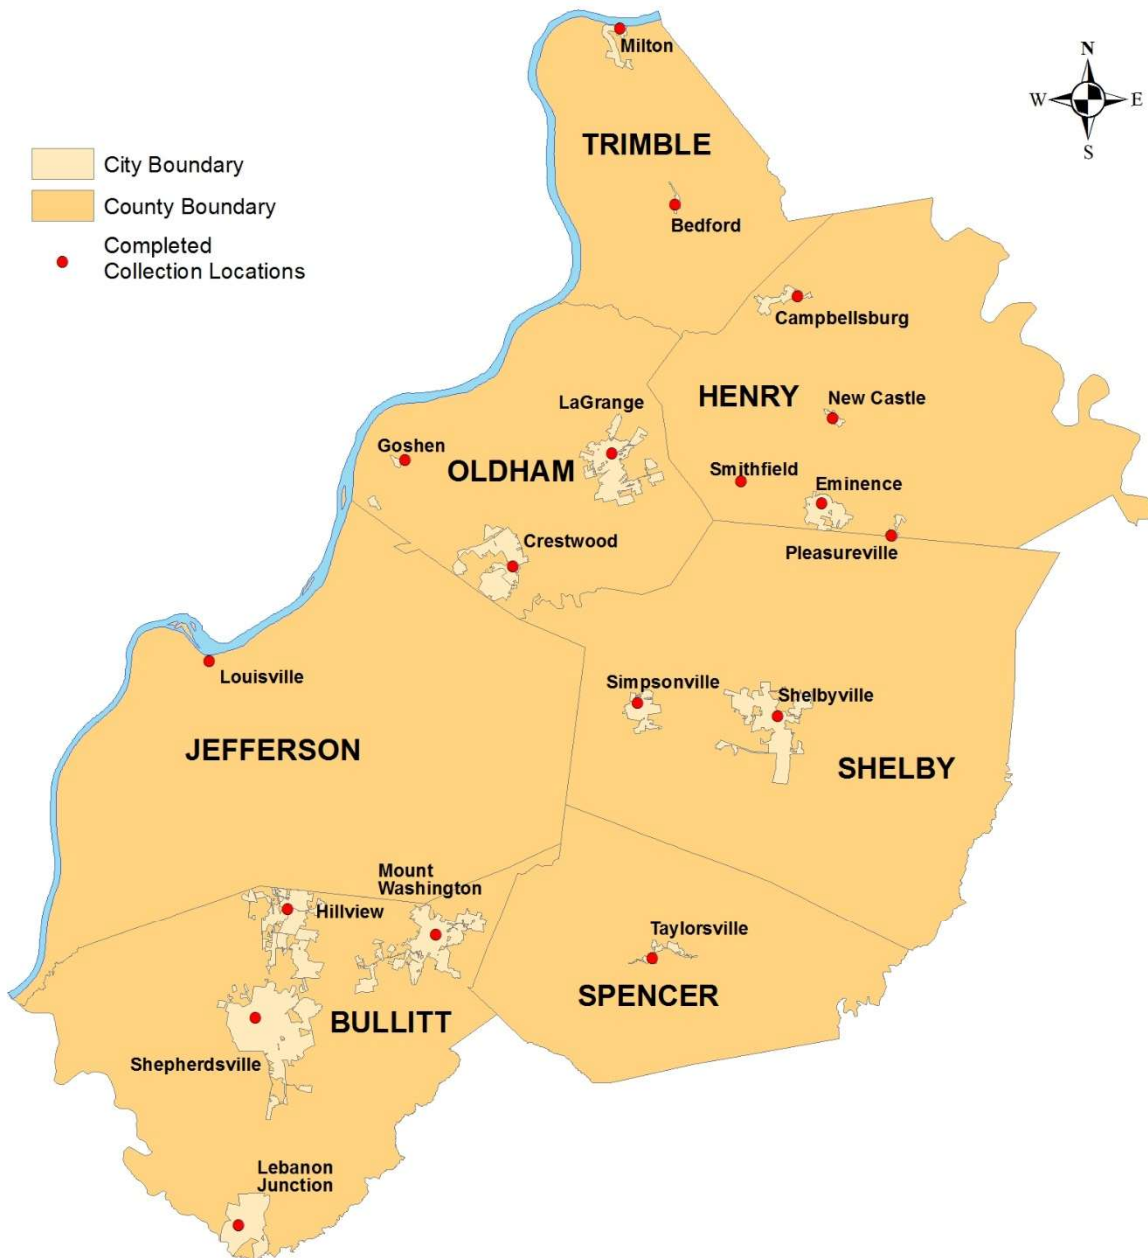 Milton
N
W
E
S
TRIMBLE
City Boundary
County Boundary
Completed
Collection Locations
Bedford
Campbellsburg
HENRY
New Castle
LaGrange
Goshen
OLDHAM
Smithfield
Eminence
Crestwood
Pleasureville
Louisville
Simpsonville
Shelbyville
JEFFERSON
SHELBY
Mount
Washington
Hillview
Taylorsville
SPENCER
BULLITT
Shepherdsville
Lebanon
Junction